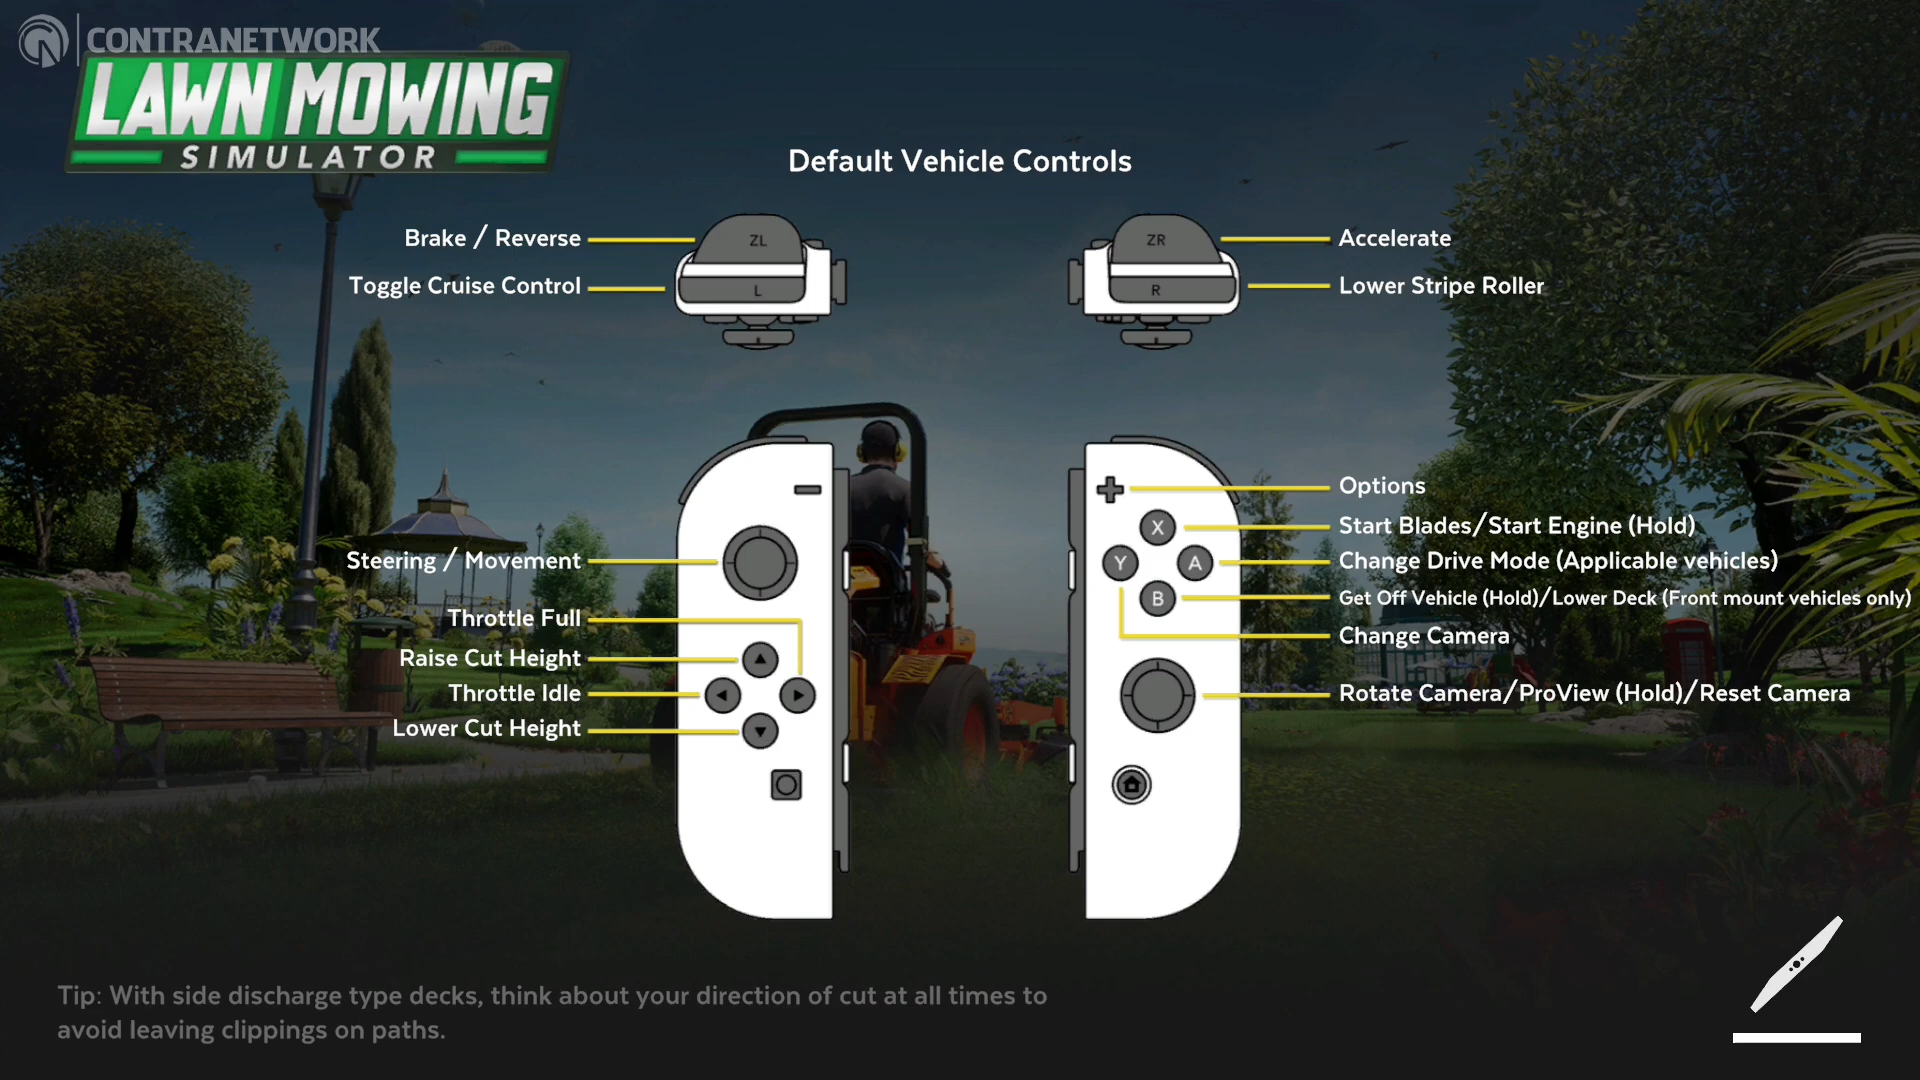 CONTRANETWORK
LAWN MOWING
SIMULATOR
Default Vehicle Controls
Brake / Reverse
Toggle Cruise Control
ZL
L
ZR
R
Accelerate
Lower Stripe Roller
Steering / Movement
Throttle Full
Raise Cut Height
Throttle Idle
Lower Cut Height
X
Y
A
B
Options
Start Blades/Start Engine (Hold)
Change Drive Mode (Applicable vehicles)
Get Off Vehicle (Hold)/Lower Deck (Front mount vehicles only)
Change Camera
Rotate Camera/ProView (Hold)/Reset Camera
Tip: With side discharge type decks, think about your direction of cut at all times to
avoid leaving clippings on paths.